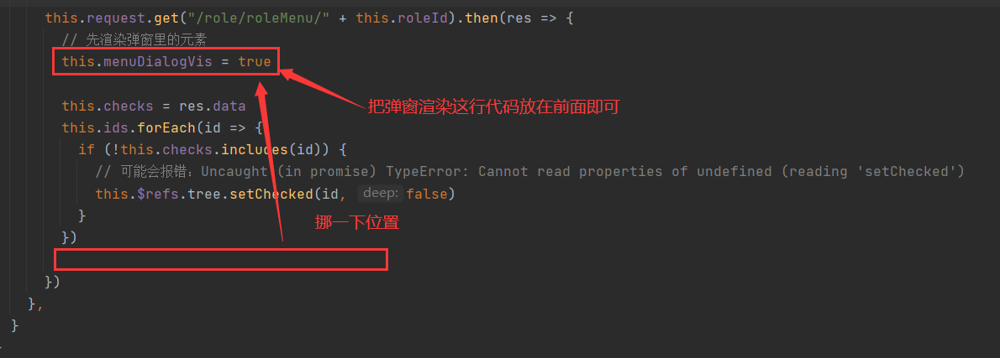 this.request.get("/role/roleMenu/" + this.roleId).then(res => {
// 先渲染弹窗里的元素
this.menuDialogVis = true
把弹窗渲染这行代码放在前面即可
this.checks = res.data
this.ids.forEach(id => {
if (!this.checks.includes(id)) {
// 可能会报错：Uncaught (in promise) TypeError: Cannot read properties of undefined (reading 'setChecked')
this.$refs.tree.setChecked(id, deep: false)
}
挪一下位置
})
})
},
}